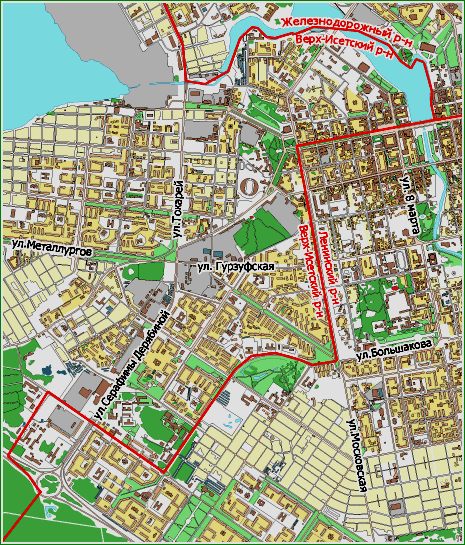 Железнодорожный р-н
Верх-Исетский р-н
ул.Токарей
ул. 8 марта
ул.Металлургов
ул. Гурзуфская
Верх-Исетский р-н
Ленинский р-н
ул.Серафимы Дерябиной
ул.Большакова
ул.Московская